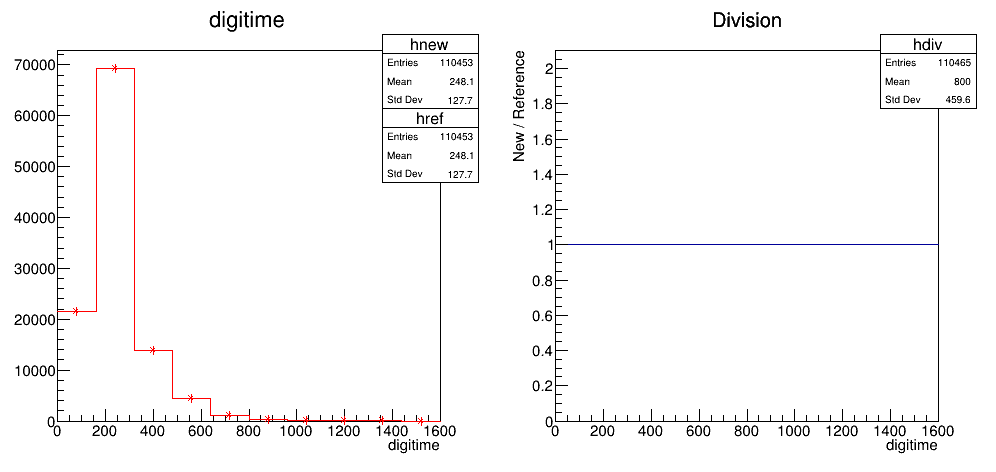 digitime
hnew
Entries 110453
Mean 248.1
Std Dev 127.7
href
Entries 110453
Mean 248.1
Std Dev 127.7
70000
60000
50000
40000
30000
20000
10000
0
0 200 400 600 800 1000 1200 1400 1600
digitime
Division
hdiv
Entries 110465
Mean 800
Std Dev 459.6
New / Reference
2
1.8
1.6
1.4
1.2
1
0.8
0.6
0.4
0.2
0
0 200 400 600 800 1000 1200 1400 1600
digitime